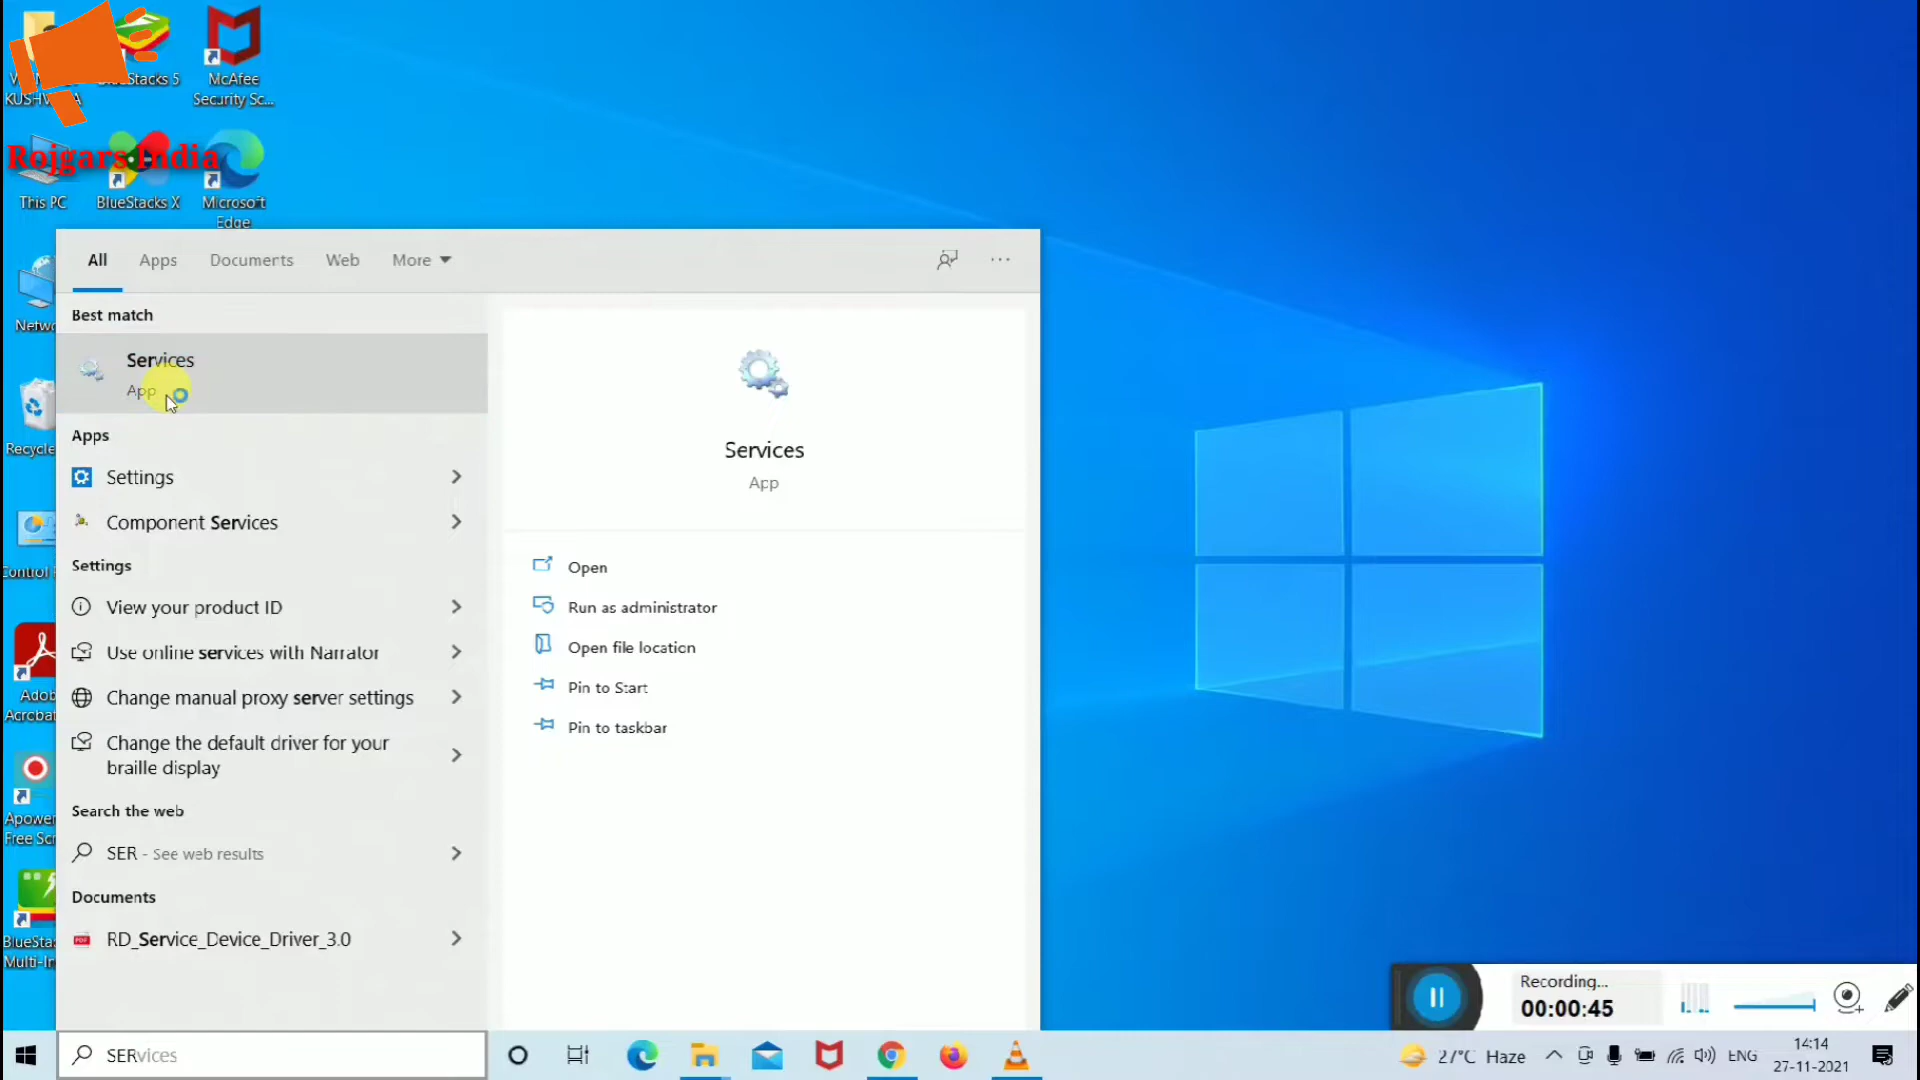 BlueStacks 5
McAfee
Security Sc...
Rojgars India
This PC
BlueStacks X
Microsoft
Edge
All
Apps
Documents
Web
More
Best match
Services
App
Apps
Settings
Component Services
Settings
View your product ID
Use online services with Narrator
Change manual proxy server settings
Change the default driver for your
braille display
Search the web
SER - See web results
Documents
RD_Service_Device_Driver_3.0
Services
App
Open
Run as administrator
Open file location
Pin to Start
Pin to taskbar
Netwo
Recycle
Control
Adob
Acrobat
Apower
Free Scr
BlueStac
Multi-In
Recording...
00:00:45
SERvices
27°C Haze
ENG
14:14
27-11-2021